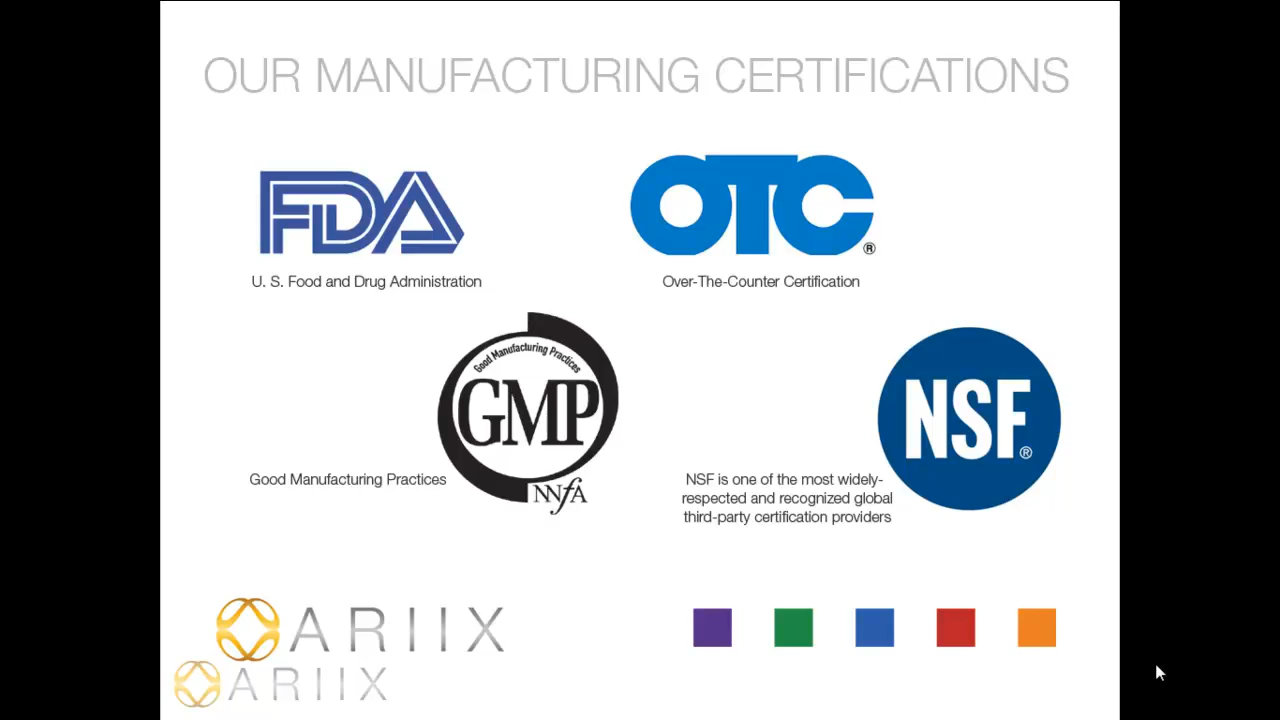 OUR MANUFACTURING CERTIFICATIONS
FDA
U. S. Food and Drug Administration
OTC®
Over-The-Counter Certification
Good Manufacturing Practices
GMP
NNFA
Good Manufacturing Practices
NSF®
NSF is one of the most widely-
respected and recognized global
third-party certification providers
ARIIX
ARIIX